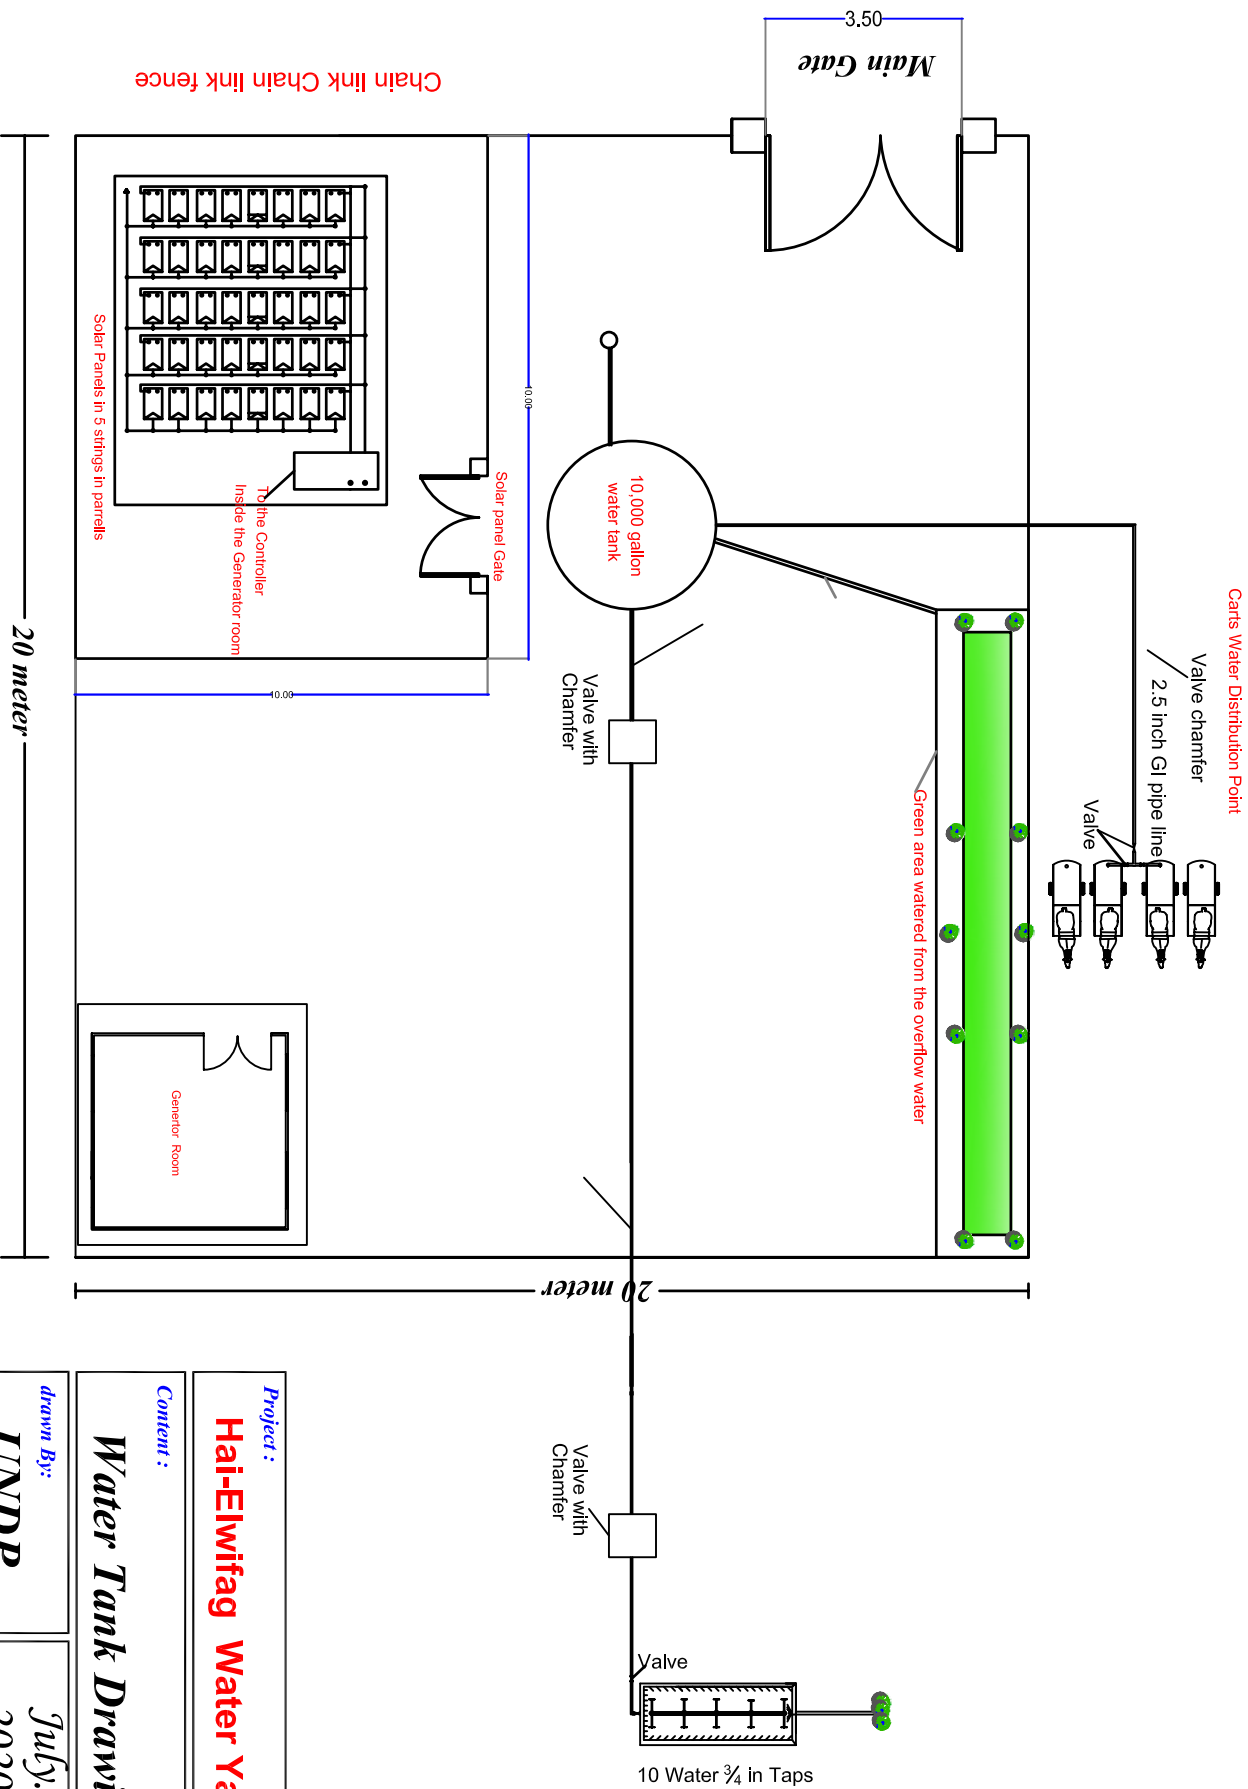 3.50
Main Gate
Chain link Chain link fence
Carts Water Distribution Point
Valve chamfer
2.5 inch GI pipe line
Valve
Green area watered from the overflow water
10,000 gallon
water tank
10.00
Solar panel Gate
Solar Panels in 5 strings in parrells
To the Controller
Inside the Generator room
10.00
Valve with
Chamfer
20 meter
Genertor Room
20 meter
Valve with
Chamfer
Valve
10 Water ¾ in Taps
Project :
Hai-Elwifag Water Ya
Content :
Water Tank Drawi
drawn By:
UNDP
July.
2020